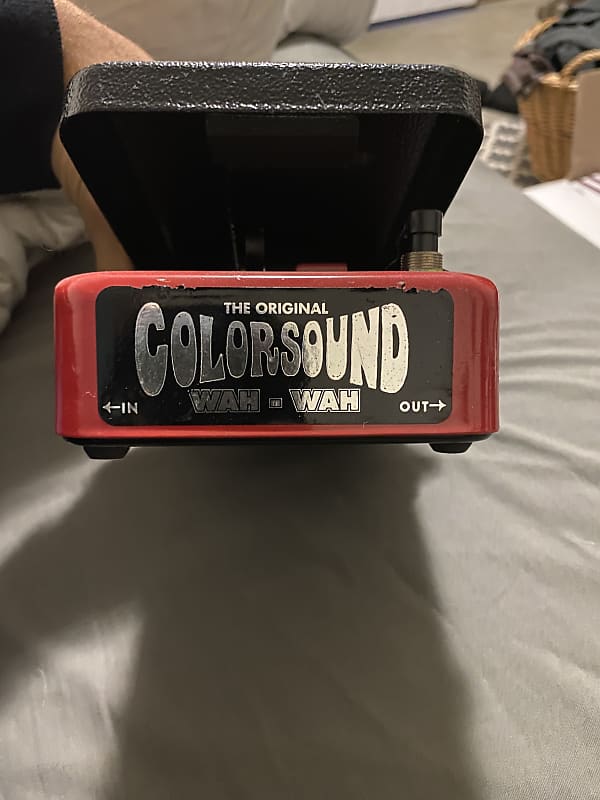 THE ORIGINAL
COLORSOUND
WAH - WAH
←IN OUT→